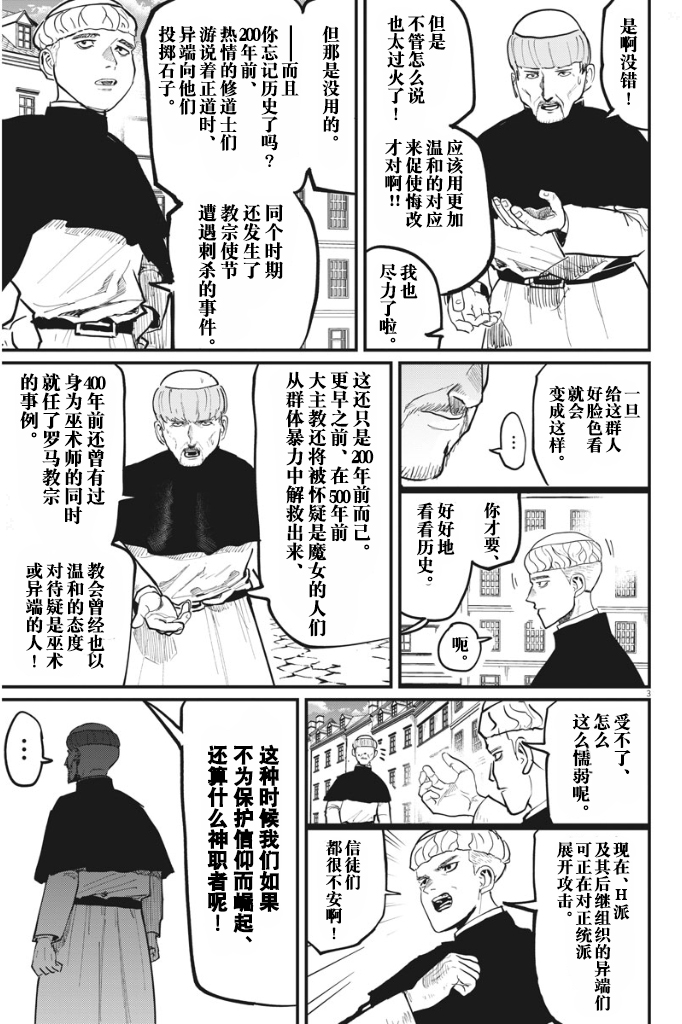 是啊没错！
但是
不管怎么说
也太过火了！
应该用更加
温和的对应
来促使悔改
才对啊!!
我也
尽力了啦。
但那是没用的。
——而且
你忘记历史了吗？
200年前、
热情的修道士们
游说着正道时、
异端向他们
投掷石子。
同个时期
还发生了
教宗使节
遭遇刺杀的事件。
一旦
给这群人
好脸色看
就会
变成这样。
…
你才要、
好好地
看看历史。
呃。
这还只是200年前而已。
更早之前、在500年前
大主教还将被怀疑是魔女的人们
从群体暴力中解救出来、
400年前还曾有过
身为巫术师的同时
就任了罗马教宗
的事例。
教会曾经也以
温和的态度
对待疑是巫术
或异端的人！
3
受不了、
怎么
这么懦弱呢。
现在、H派
及其后继组织的异端们
可正在对正统派
展开攻击。
信徒们
都很不安啊！
这种时候我们如果
不为保护信仰而崛起、
还算什么神职者呢！
…